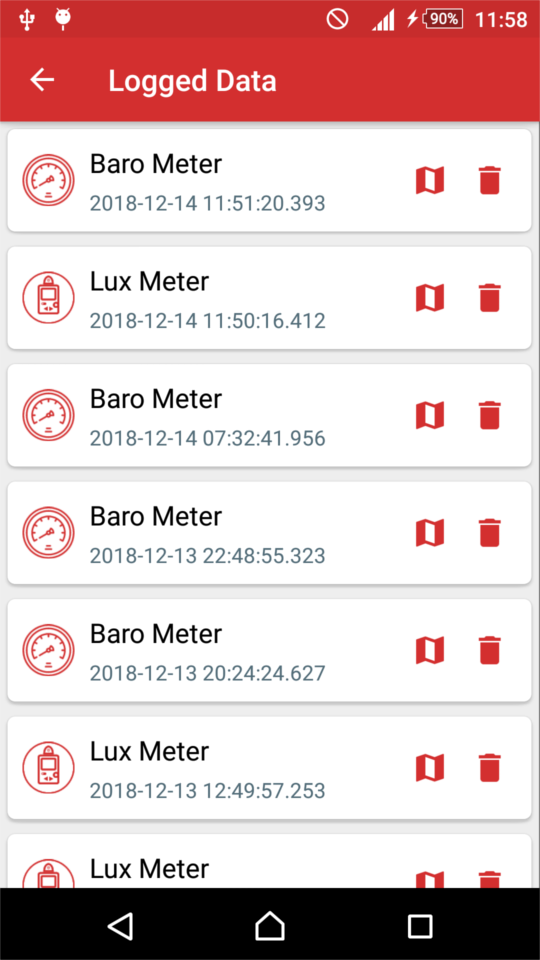 90% 11:58
Logged Data
Baro Meter
2018-12-14 11:51:20.393
Lux Meter
2018-12-14 11:50:16.412
Baro Meter
2018-12-14 07:32:41.956
Baro Meter
2018-12-13 22:48:55.323
Baro Meter
2018-12-13 20:24:24.627
Lux Meter
2018-12-13 12:49:57.253
Lux Meter